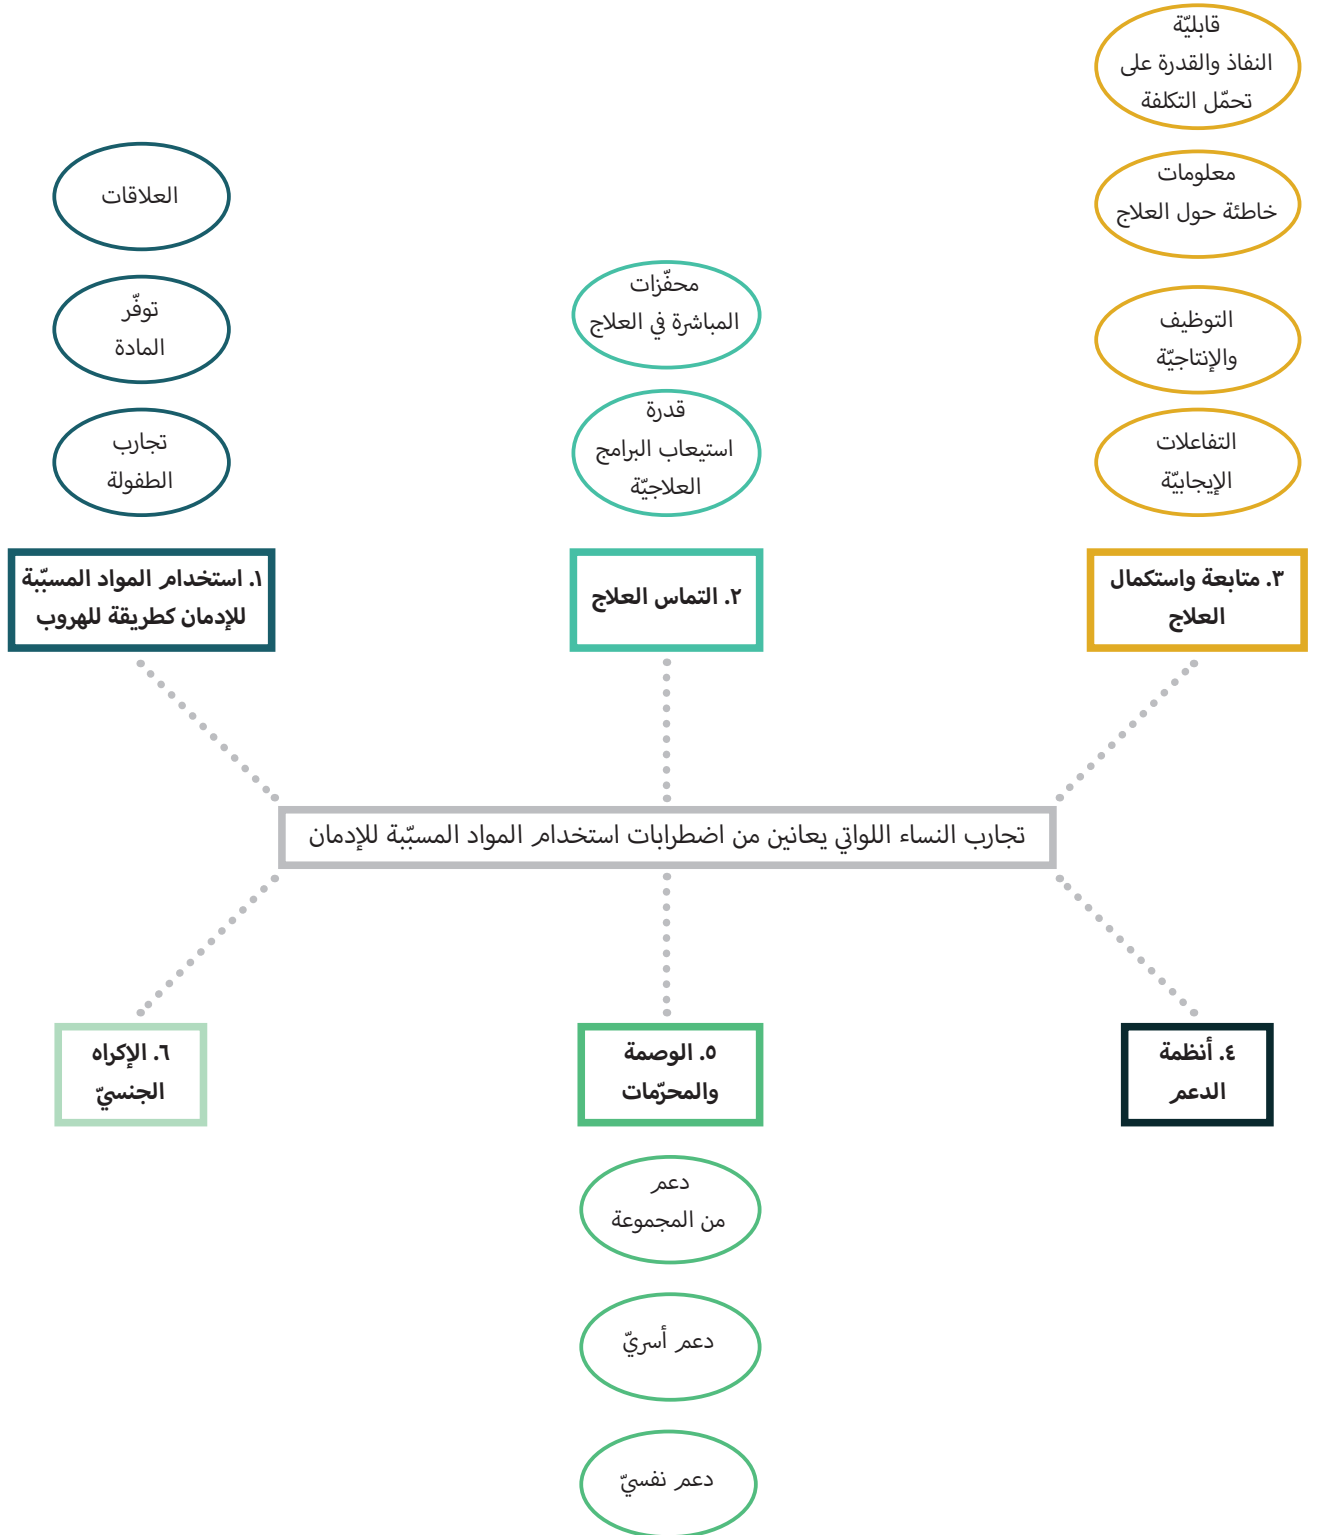 العلاقات
توفّر
المادة
تجارب
الطفولة
١. استخدام المواد المسبّبة
للإدمان كطريقة للهروب
محفّزات
المباشرة في العلاج
قدرة
استيعاب البرامج
العلاجيّة
٢. التماس العلاج
قابليّة
النفاذ والقدرة على
تحمّل التكلفة
معلومات
خاطئة حول العلاج
التوظيف
والإنتاجيّة
التفاعلات
الإيجابيّة
٣. متابعة واستكمال
العلاج
تجارب النساء اللواتي يعانين من اضطرابات استخدام المواد المسبّبة للإدمان
٤. أنظمة
الدعم
٥. الوصمة
والمحرّمات
دعم
من المجموعة
دعم أسريّ
دعم نفسيّ
٦. الإكراه
الجنسيّ